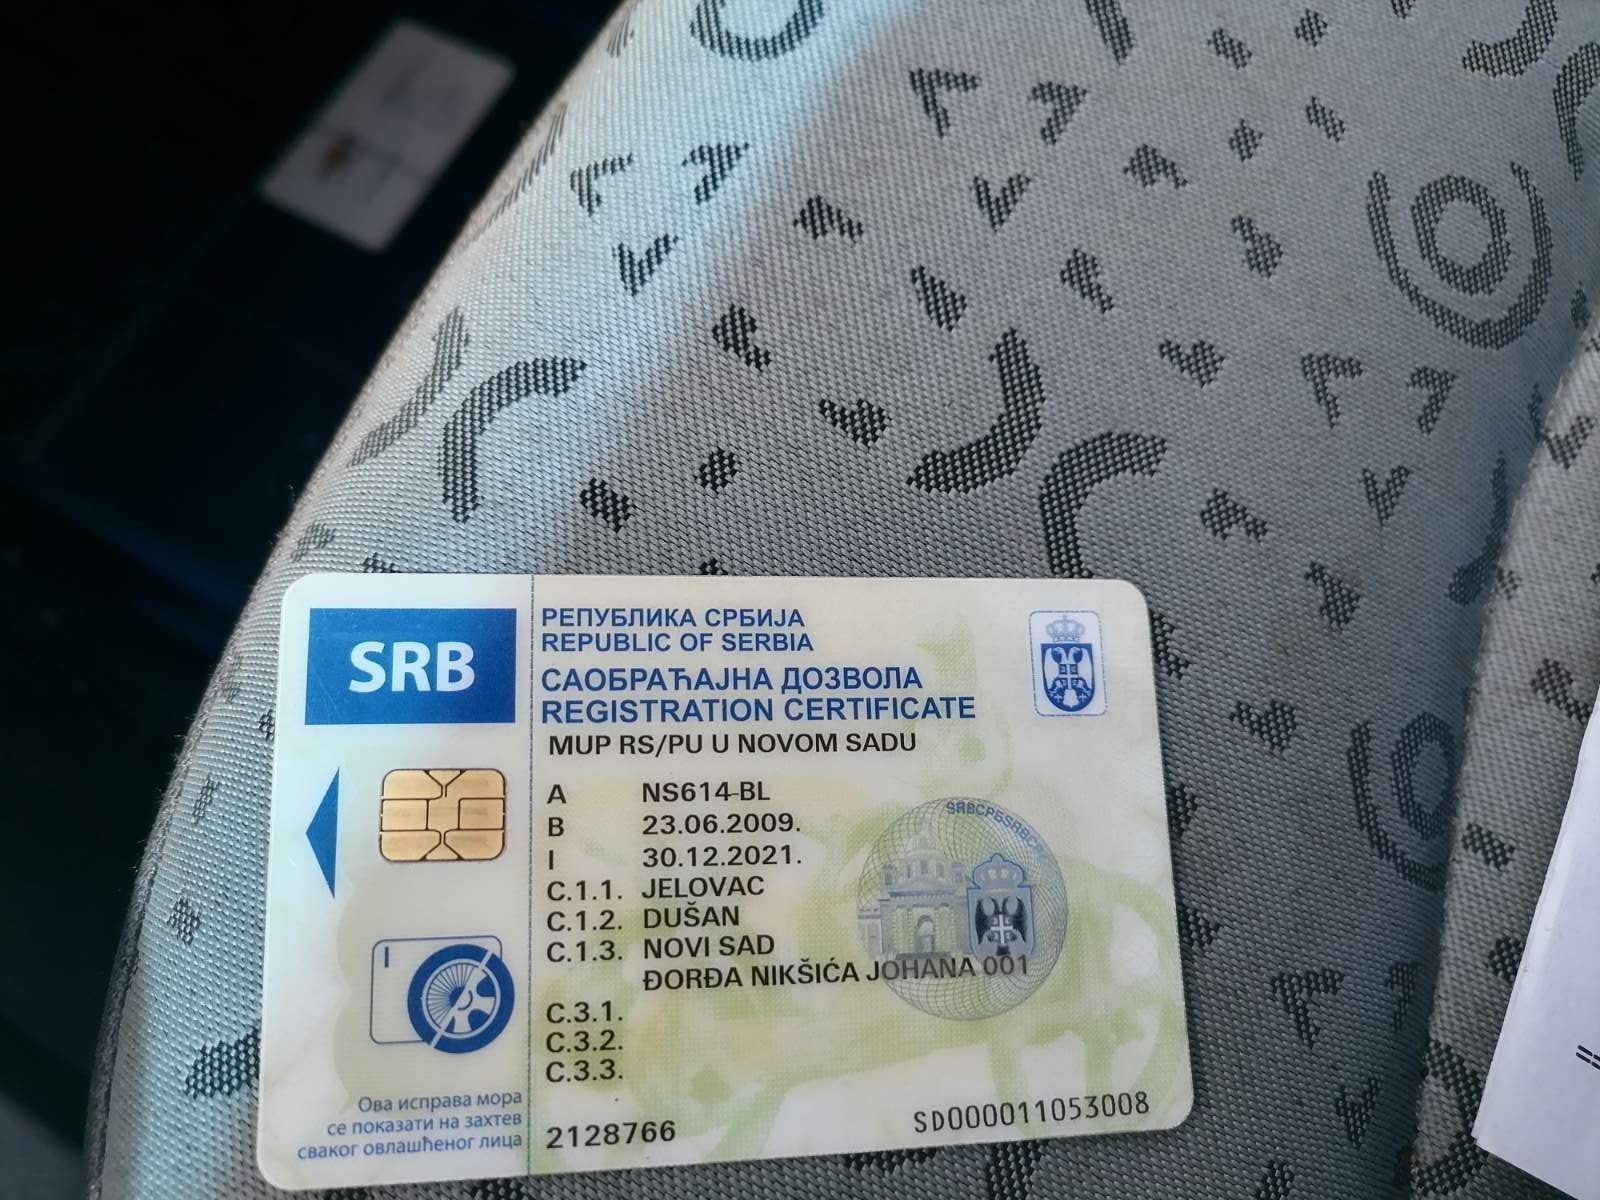 SRB
РЕПУБЛИКА СРБИЈА
REPUBLIC OF SERBIA
САОБРАЋАЈНА ДОЗВОЛА
REGISTRATION CERTIFICATE
MUP RS/PU U NOVOM SADU
A NS614-BL
B 23.06.2009.
I 30.12.2021.
C.1.1. JELOVAC
C.1.2. DUŠAN
C.1.3. NOVI SAD
ĐORĐA NIKŠIĆA JOHANA 001
C.3.1.
C.3.2.
C.3.3.
I
Ова исправа мора
се показати на захтев
сваког овлашћеног лица
2128766
SD000011053008